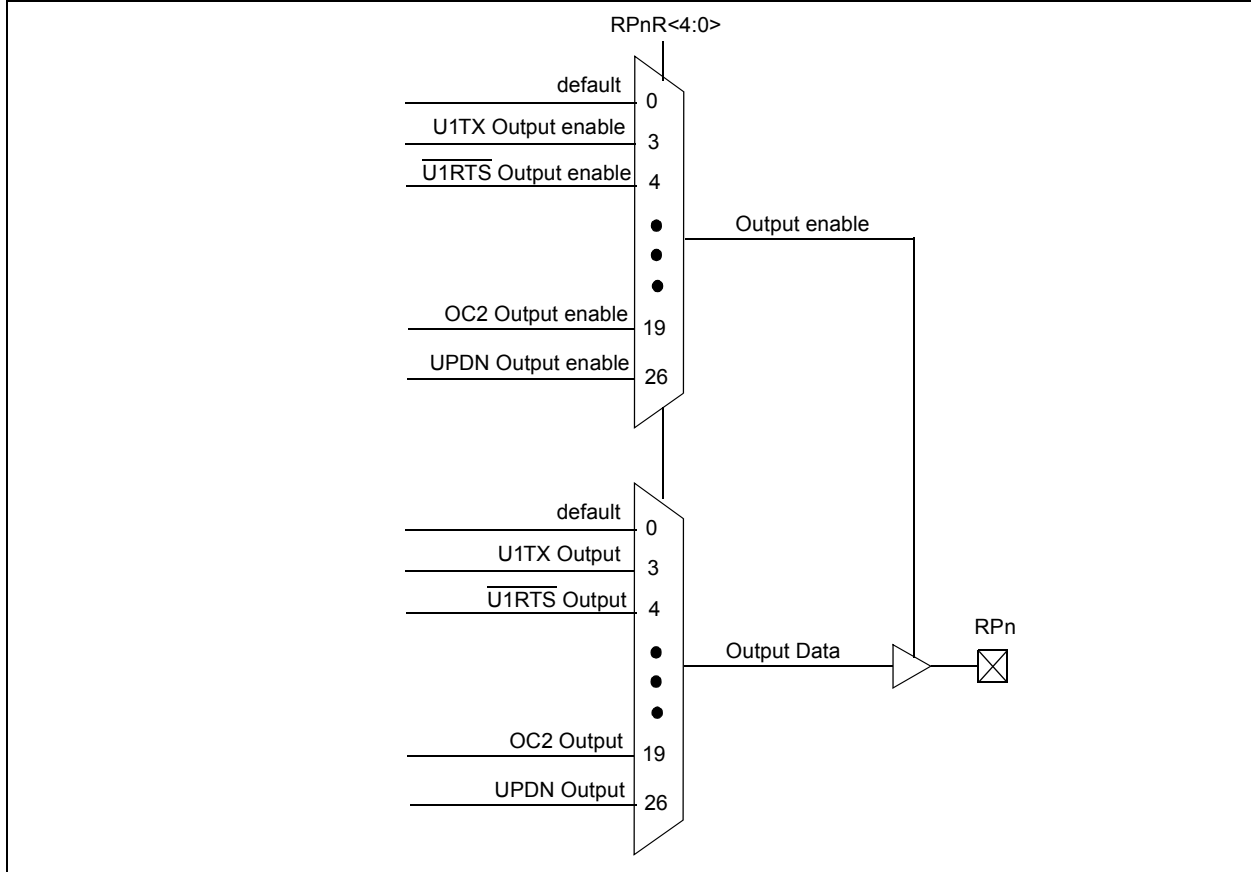 RPnR<4:0>
default
0
U1TX Output enable
3
U1RTS Output enable
4
Output enable
OC2 Output enable
19
UPDN Output enable
26
default
0
U1TX Output
3
U1RTS Output
4
RPn
Output Data
OC2 Output
19
UPDN Output
26